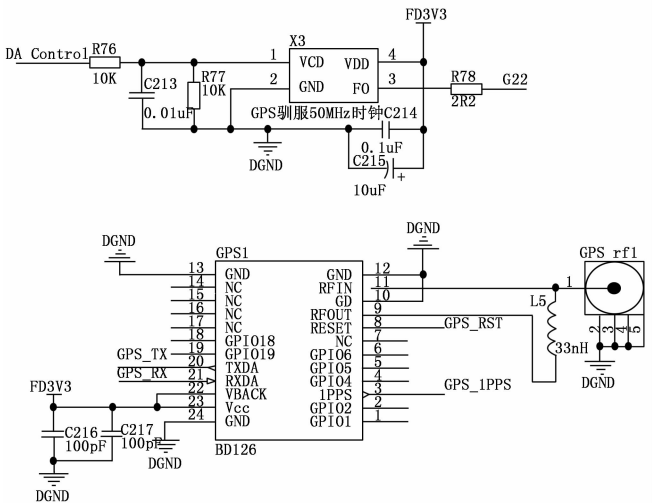 FD3V3
X3
DA Control R76 1 VCD VDD 4
10K C213 R77 2 GND FO 3 R78 G22
0.01uF 10K 2R2
GPS驯服50MHz时钟 C214
0.1uF
DGND C215
10uF +
DGND DGND
GPS1 GPS rf1
13 GND GND 12
14 NC RFIN 11 1
15 NC GD 10
16 NC RFOUT 9 L5
17 NC RESET 8 GPS_RST
18 GPIO18 NC 7 2 3 4 5
GPS_TX 19 GPIO19 GPIO6 6 33nH
GPS_RX 20 TXDA GPIO5 5
21 RXDA GPIO4 4 DGND
FD3V3 22 VBACK 1PPS 3 GPS_1PPS
23 Vcc GPIO2 2
24 GND GPIO1 1
C216 C217
100pF 100pF
DGND BD126
DGND